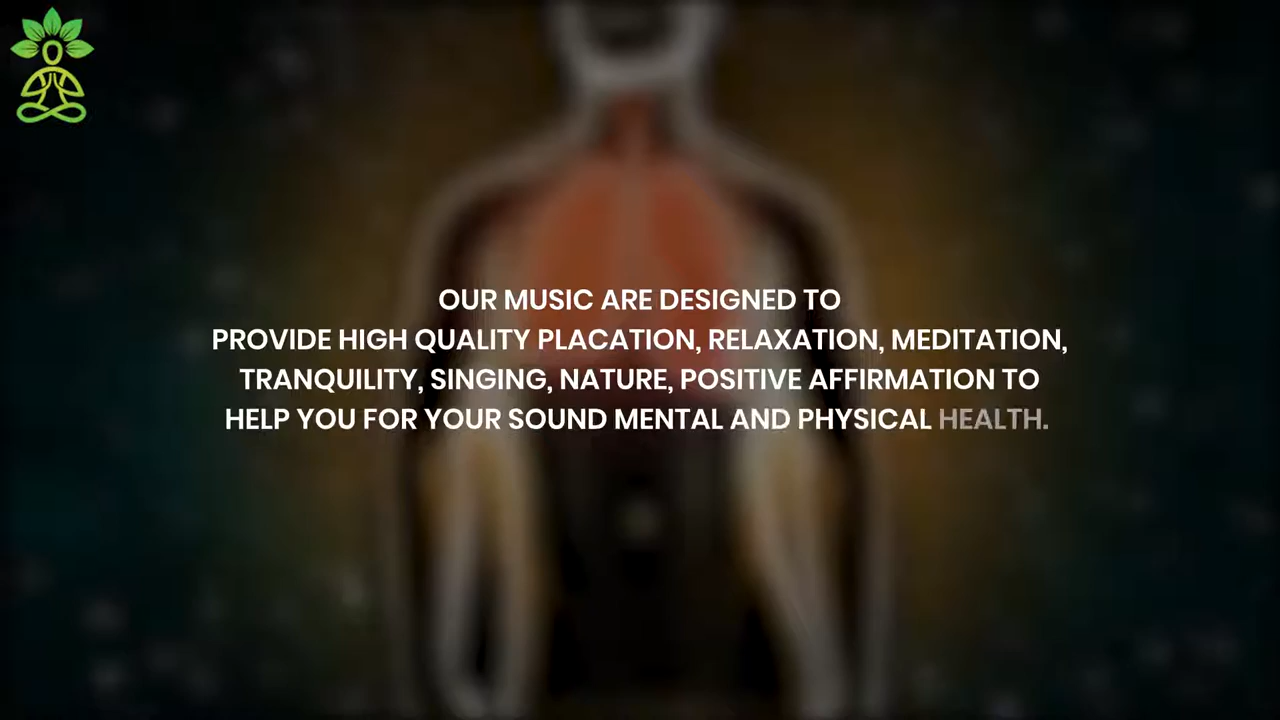 OUR MUSIC ARE DESIGNED TO
PROVIDE HIGH QUALITY PLACATION, RELAXATION, MEDITATION,
TRANQUILITY, SINGING, NATURE, POSITIVE AFFIRMATION TO
HELP YOU FOR YOUR SOUND MENTAL AND PHYSICAL HEALTH.